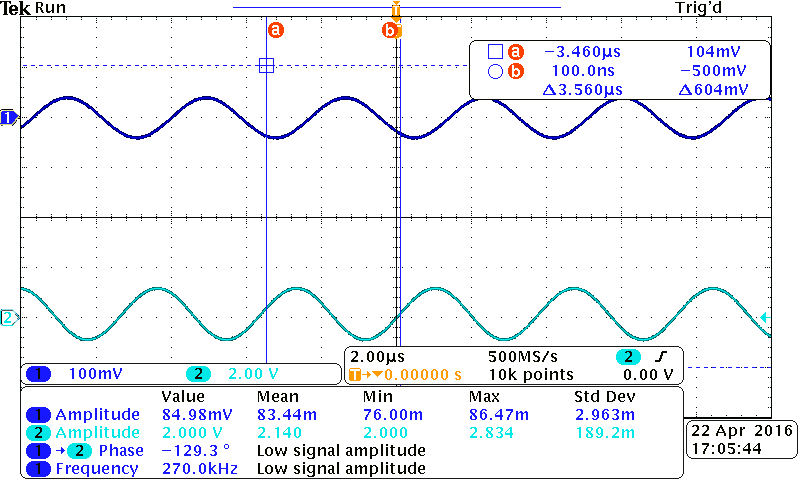 Tek Run Trig'd
T
a b
a −3.460µs 104mV
b 100.0ns −500mV
Δ3.560µs Δ604mV
1
2
1 100mV 2 2.00 V
2.00µs 500MS/s 2
T→▼0.00000 s 10k points 0.00 V
Value Mean Min Max Std Dev
1 Amplitude 84.98mV 83.44m 76.00m 86.47m 2.963m
2 Amplitude 2.000 V 2.140 2.000 2.834 189.2m
1 → 2 Phase −129.3 ° Low signal amplitude
1 Frequency 270.0kHz Low signal amplitude
22 Apr 2016
17:05:44